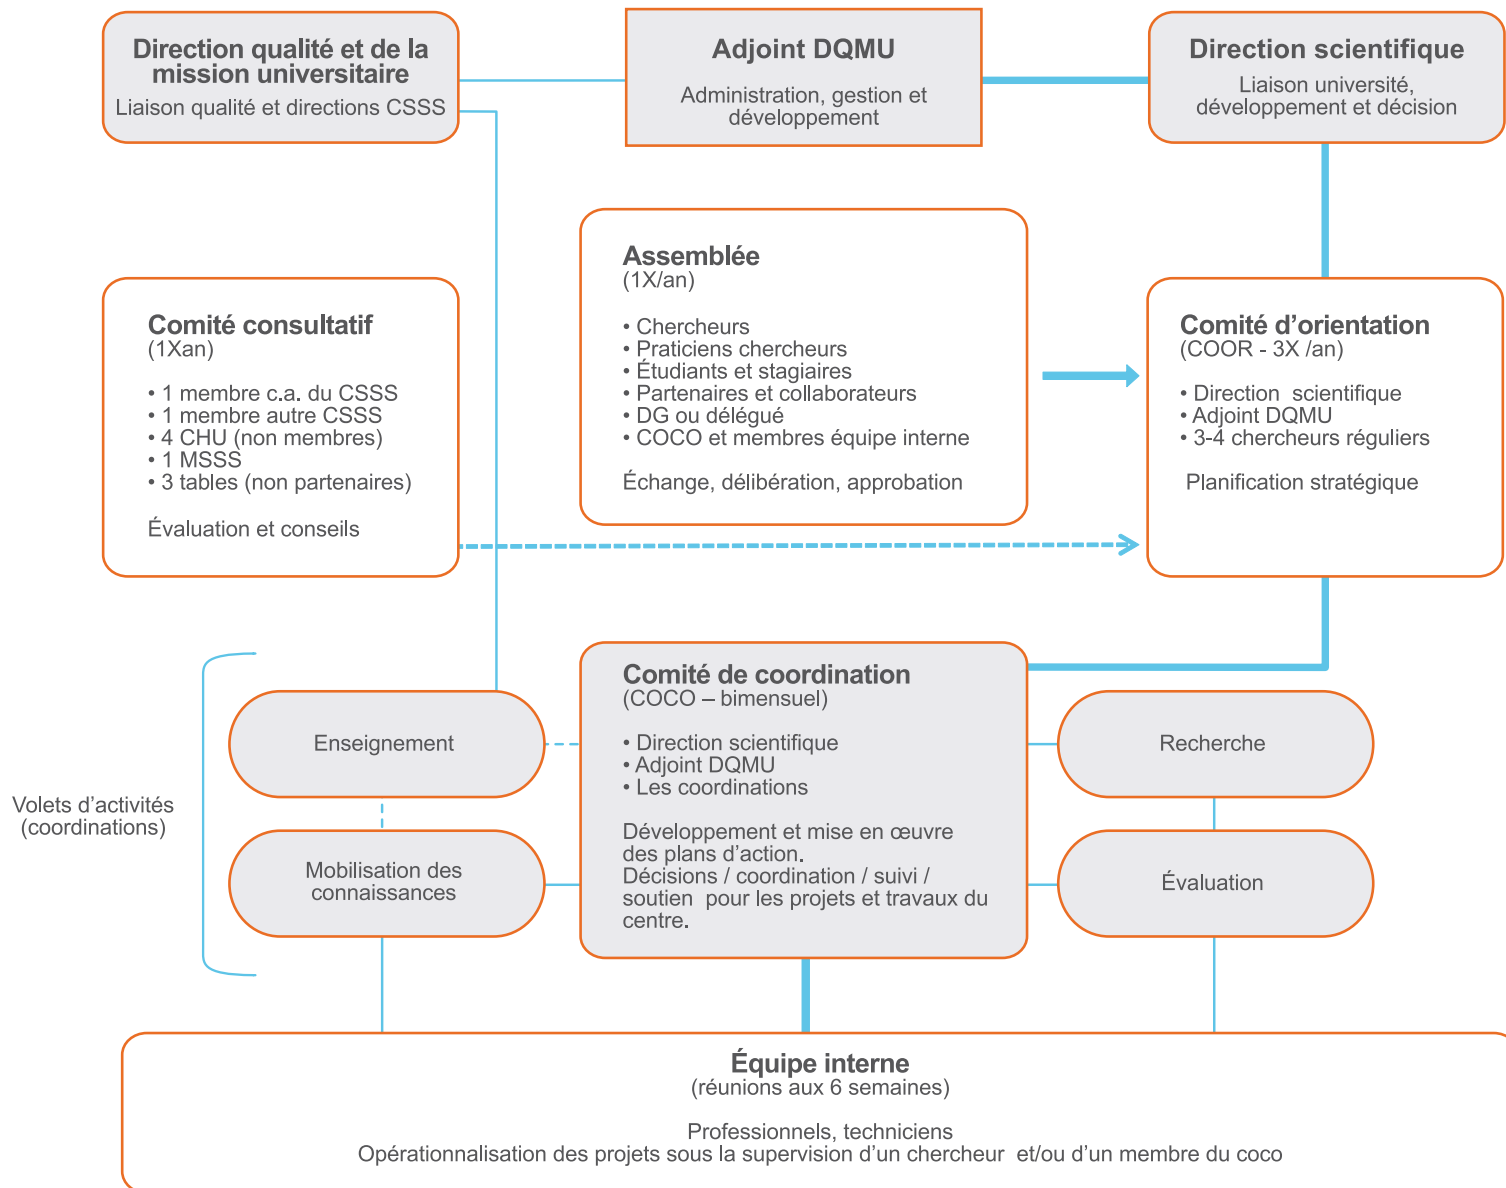 Direction qualité et de la
mission universitaire
Liaison qualité et directions CSSS
Adjoint DQMU
Administration, gestion et
développement
Direction scientifique
Liaison université,
développement et décision
Comité consultatif
(1Xan)
• 1 membre c.a. du CSSS
• 1 membre autre CSSS
• 4 CHU (non membres)
• 1 MSSS
• 3 tables (non partenaires)
Évaluation et conseils
Assemblée
(1X/an)
• Chercheurs
• Praticiens chercheurs
• Étudiants et stagiaires
• Partenaires et collaborateurs
• DG ou délégué
• COCO et membres équipe interne
Échange, délibération, approbation
Comité d’orientation
(COOR - 3X /an)
• Direction  scientifique
• Adjoint DQMU
• 3-4 chercheurs réguliers
Planification stratégique
Volets d’activités
(coordinations)
Enseignement
Mobilisation des
connaissances
Comité de coordination
(COCO – bimensuel)
• Direction scientifique
• Adjoint DQMU
• Les coordinations
Développement et mise en œuvre
des plans d’action.
Décisions / coordination / suivi /
soutien  pour les projets et travaux du
centre.
Recherche
Évaluation
Équipe interne
(réunions aux 6 semaines)
Professionnels, techniciens
Opérationnalisation des projets sous la supervision d’un chercheur  et/ou d’un membre du coco